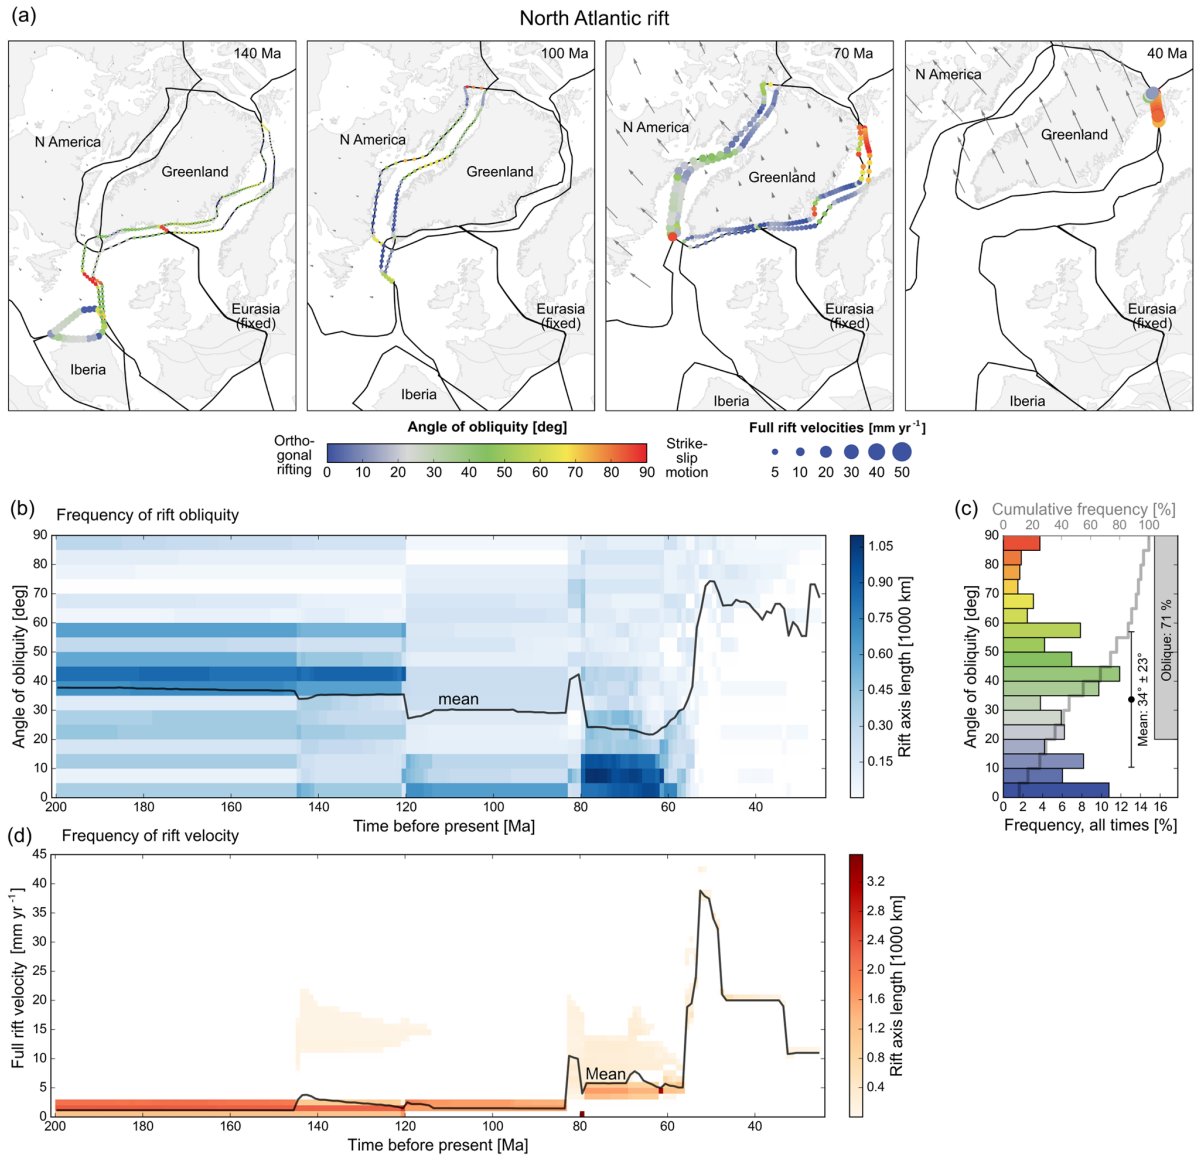 (a)
North Atlantic rift
140 Ma
N America
Greenland
Eurasia
(fixed)
Iberia
100 Ma
N America
Greenland
Eurasia
(fixed)
Iberia
70 Ma
N America
Greenland
Eurasia
(fixed)
Iberia
40 Ma
N America
Greenland
Eurasia
(fixed)
Iberia
Angle of obliquity [deg]
Ortho-
gonal
rifting
0 10 20 30 40 50 60 70 80 90
Strike-
slip
motion
Full rift velocities [mm yr⁻¹]
5 10 20 30 40 50
(b)
Frequency of rift obliquity
Angle of obliquity [deg]
90
80
70
60
50
40
30
20
10
0
mean
200 180 160 140 120 100 80 60 40
Time before present [Ma]
1.05
0.90
0.75
0.60
0.45
0.30
0.15
Rift axis length [1000 km]
(c)
Cumulative frequency [%]
0 20 40 60 80 100
Angle of obliquity [deg]
90
80
70
60
50
40
30
20
10
0
Mean: 34° ± 23°
Oblique: 71 %
0 2 4 6 8 10 12 14 16
Frequency, all times [%]
(d)
Frequency of rift velocity
Full rift velocity [mm yr⁻¹]
45
40
35
30
25
20
15
10
5
0
Mean
200 180 160 140 120 100 80 60 40
Time before present [Ma]
3.2
2.8
2.4
2.0
1.6
1.2
0.8
0.4
Rift axis length [1000 km]